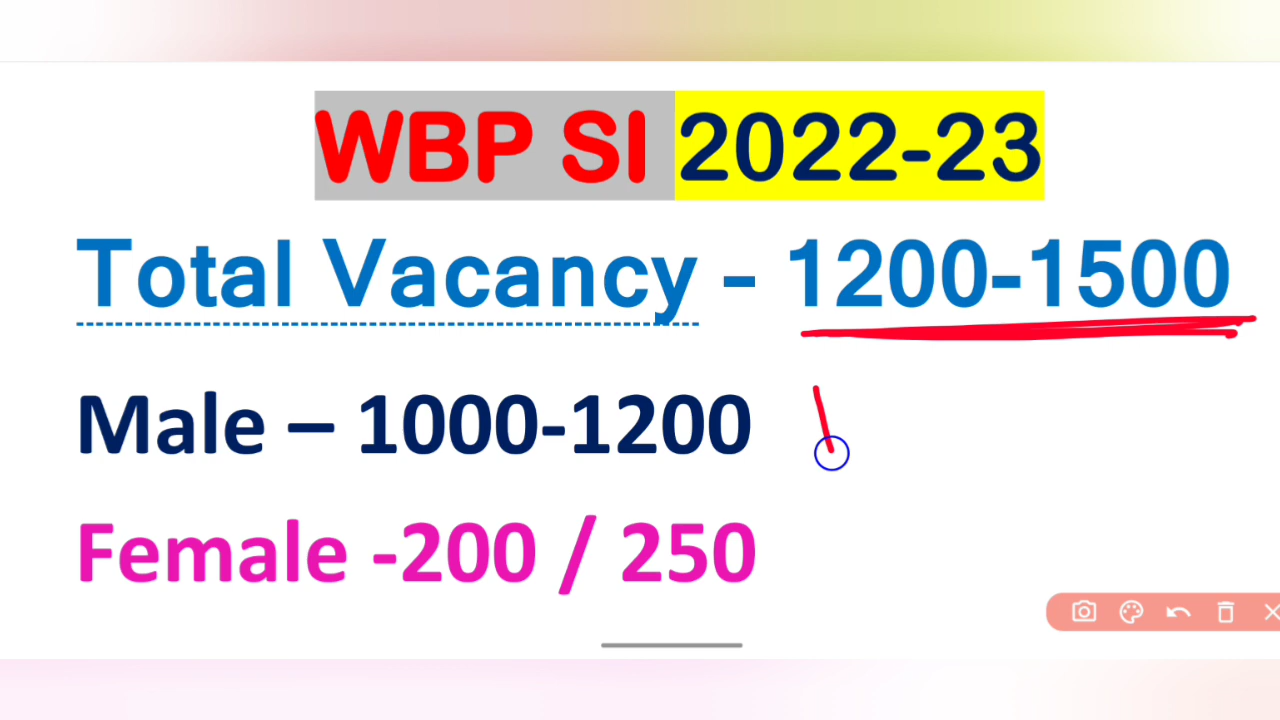 WBP SI 2022-23
Total Vacancy - 1200-1500
Male – 1000-1200
Female -200 / 250